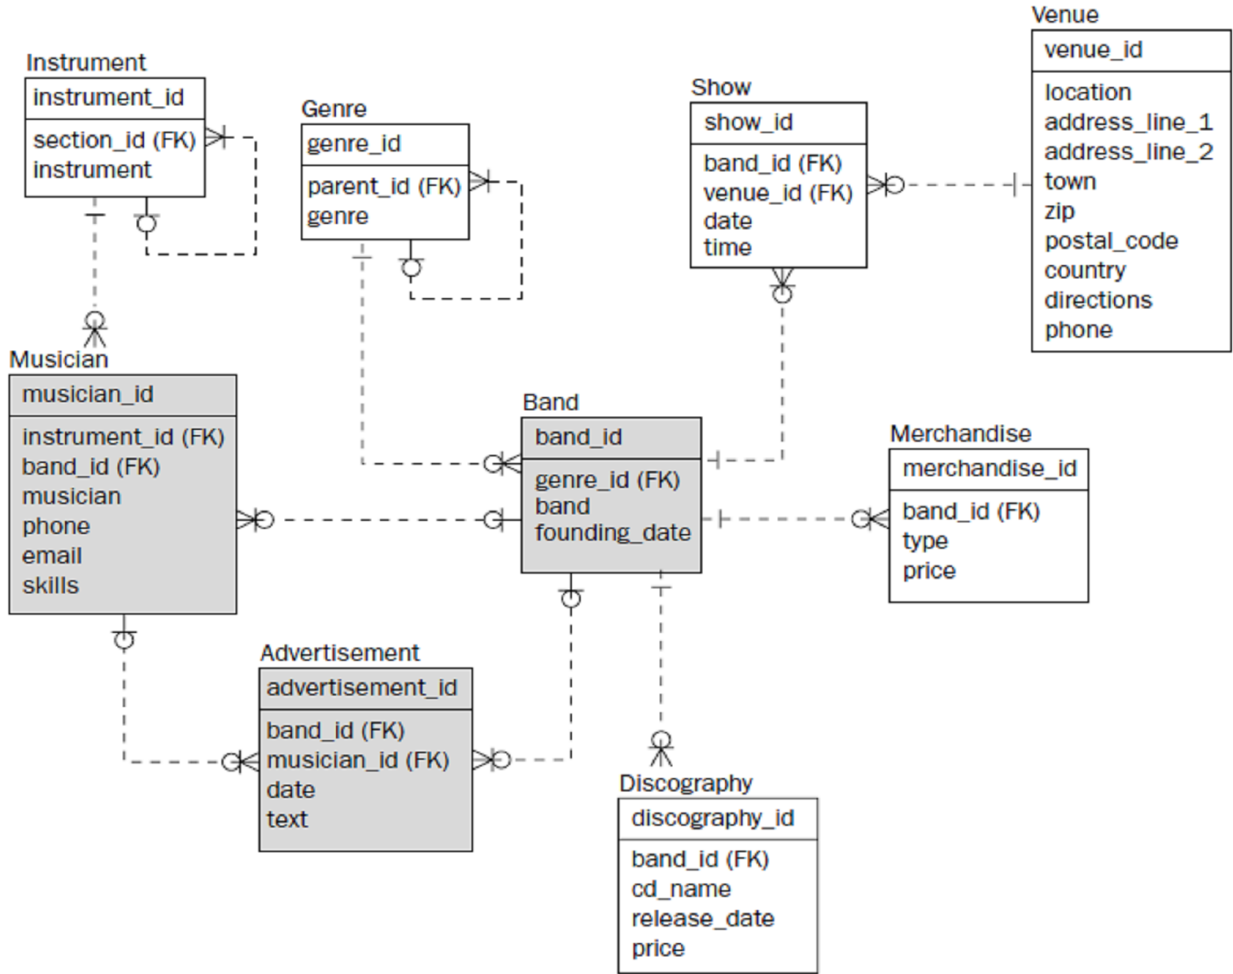 Venue
venue_id
location
address_line_1
address_line_2
town
zip
postal_code
country
directions
phone
Instrument
instrument_id
section_id (FK)
instrument
Genre
genre_id
parent_id (FK)
genre
Show
show_id
band_id (FK)
venue_id (FK)
date
time
Musician
musician_id
instrument_id (FK)
band_id (FK)
musician
phone
email
skills
Band
band_id
genre_id (FK)
band
founding_date
Merchandise
merchandise_id
band_id (FK)
type
price
Advertisement
advertisement_id
band_id (FK)
musician_id (FK)
date
text
Discography
discography_id
band_id (FK)
cd_name
release_date
price